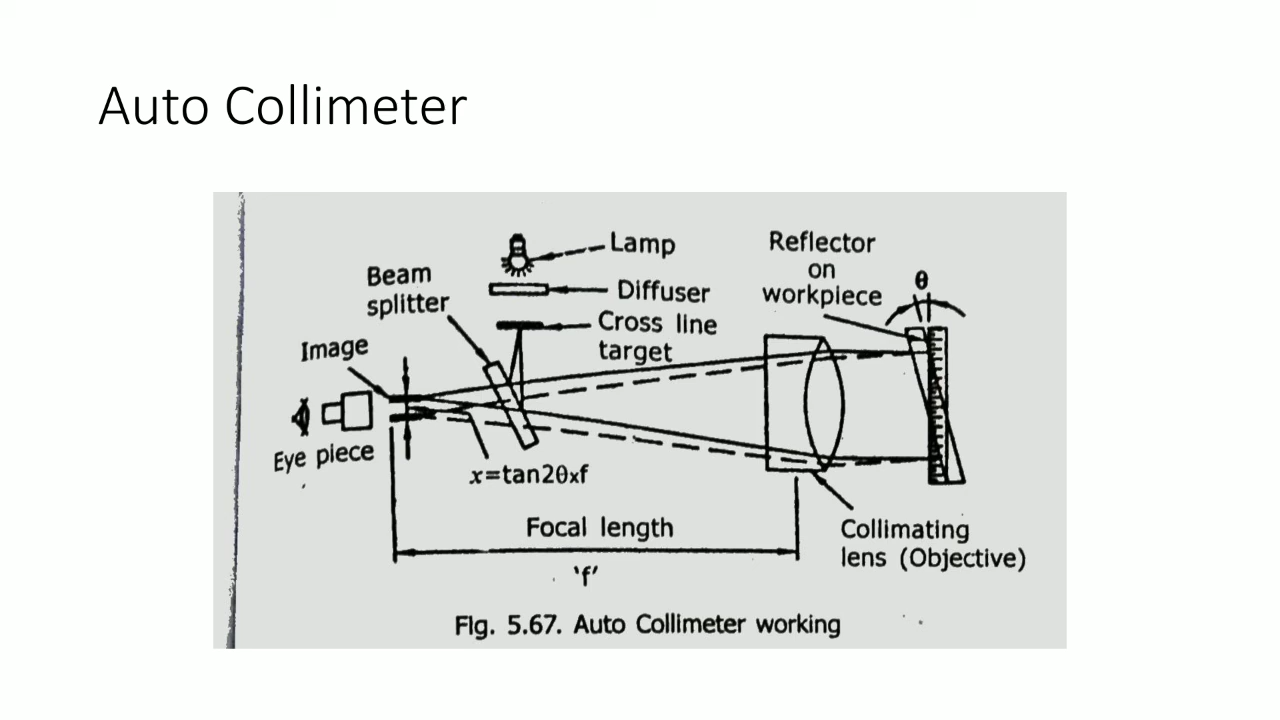 Auto Collimeter
Lamp
Reflector
on
workpiece
θ
Beam
splitter
Diffuser
Cross line
target
Image
Eye piece
x=tan2θxf
Focal length
'f'
Collimating
lens (Objective)
Fig. 5.67. Auto Collimeter working